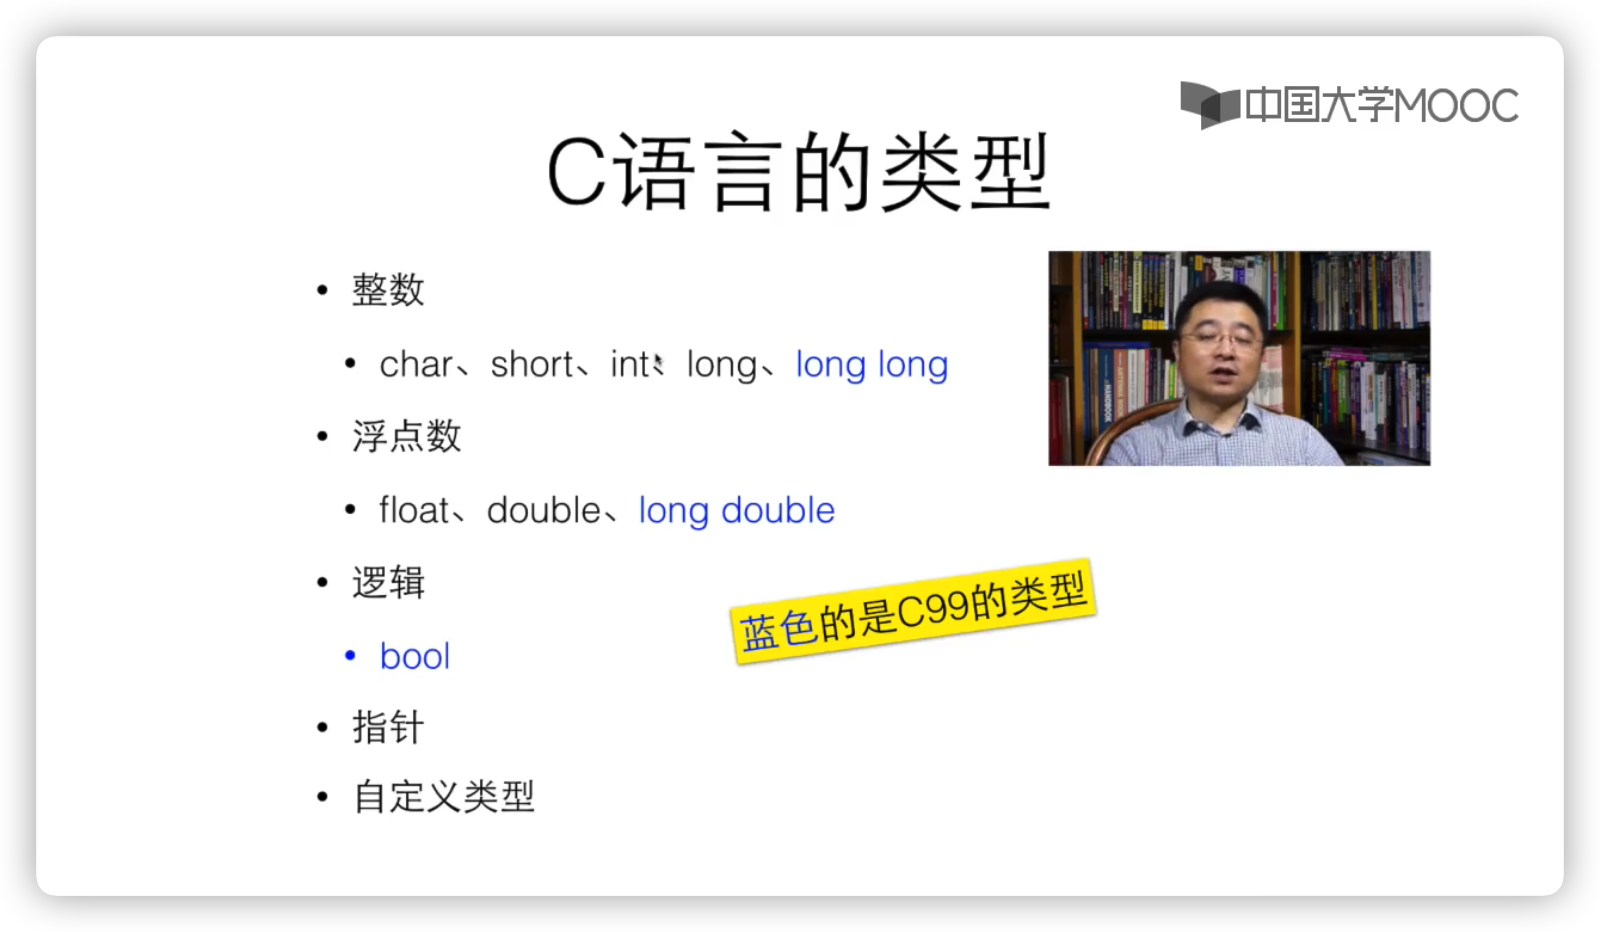 中国大学MOOC
C语言的类型
• 整数
• char、short、int、long、long long
• 浮点数
• float、double、long double
• 逻辑
• bool
蓝色的是C99的类型
• 指针
• 自定义类型